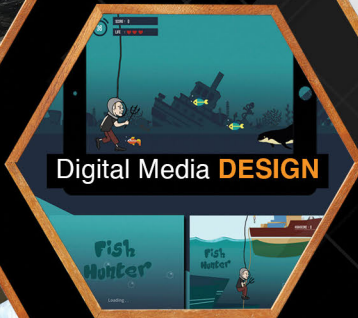 SCORE : 0
LIFE :
Digital Media DESIGN
Fish
Hunter
Loading...
Fish
Hunter